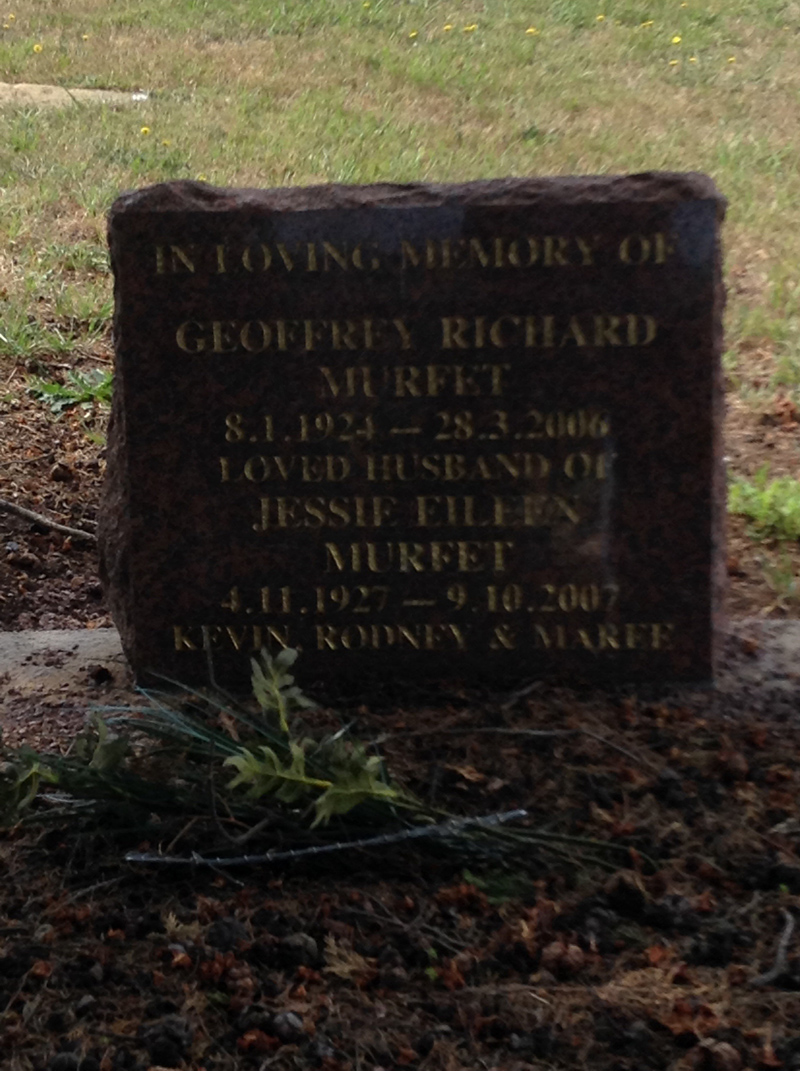 IN LOVING MEMORY OF
GEOFFREY RICHARD
MURFET
8.1.1924 — 28.3.2006
LOVED HUSBAND OF
JESSIE EILEEN
MURFET
4.11.1927 — 9.10.2007
KEVIN, RODNEY & MAREE